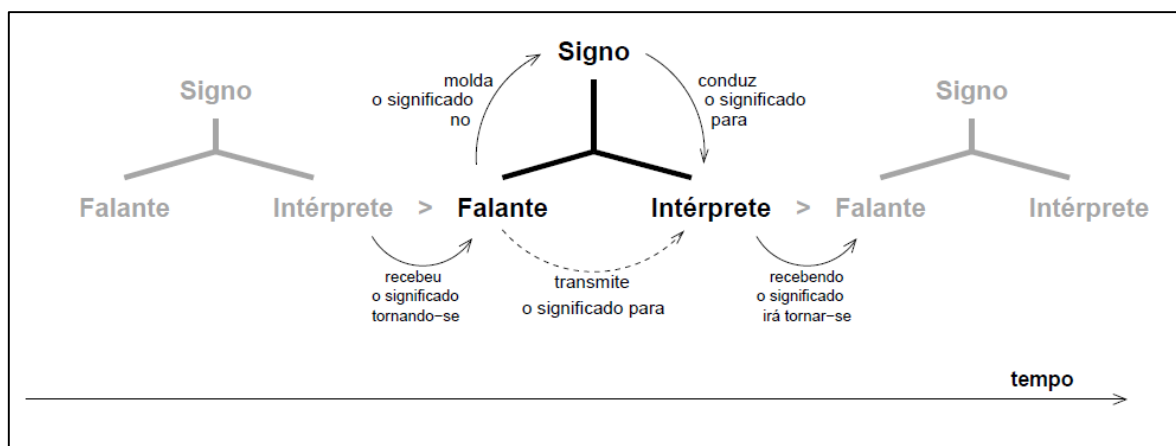 Signo
molda
o significado
no
conduz
o significado
para
Signo
Signo
Falante
Intérprete
>
Falante
Intérprete
>
Falante
Intérprete
recebeu
o significado
tornando-se
transmite
o significado para
recebendo
o significado
irá tornar-se
tempo